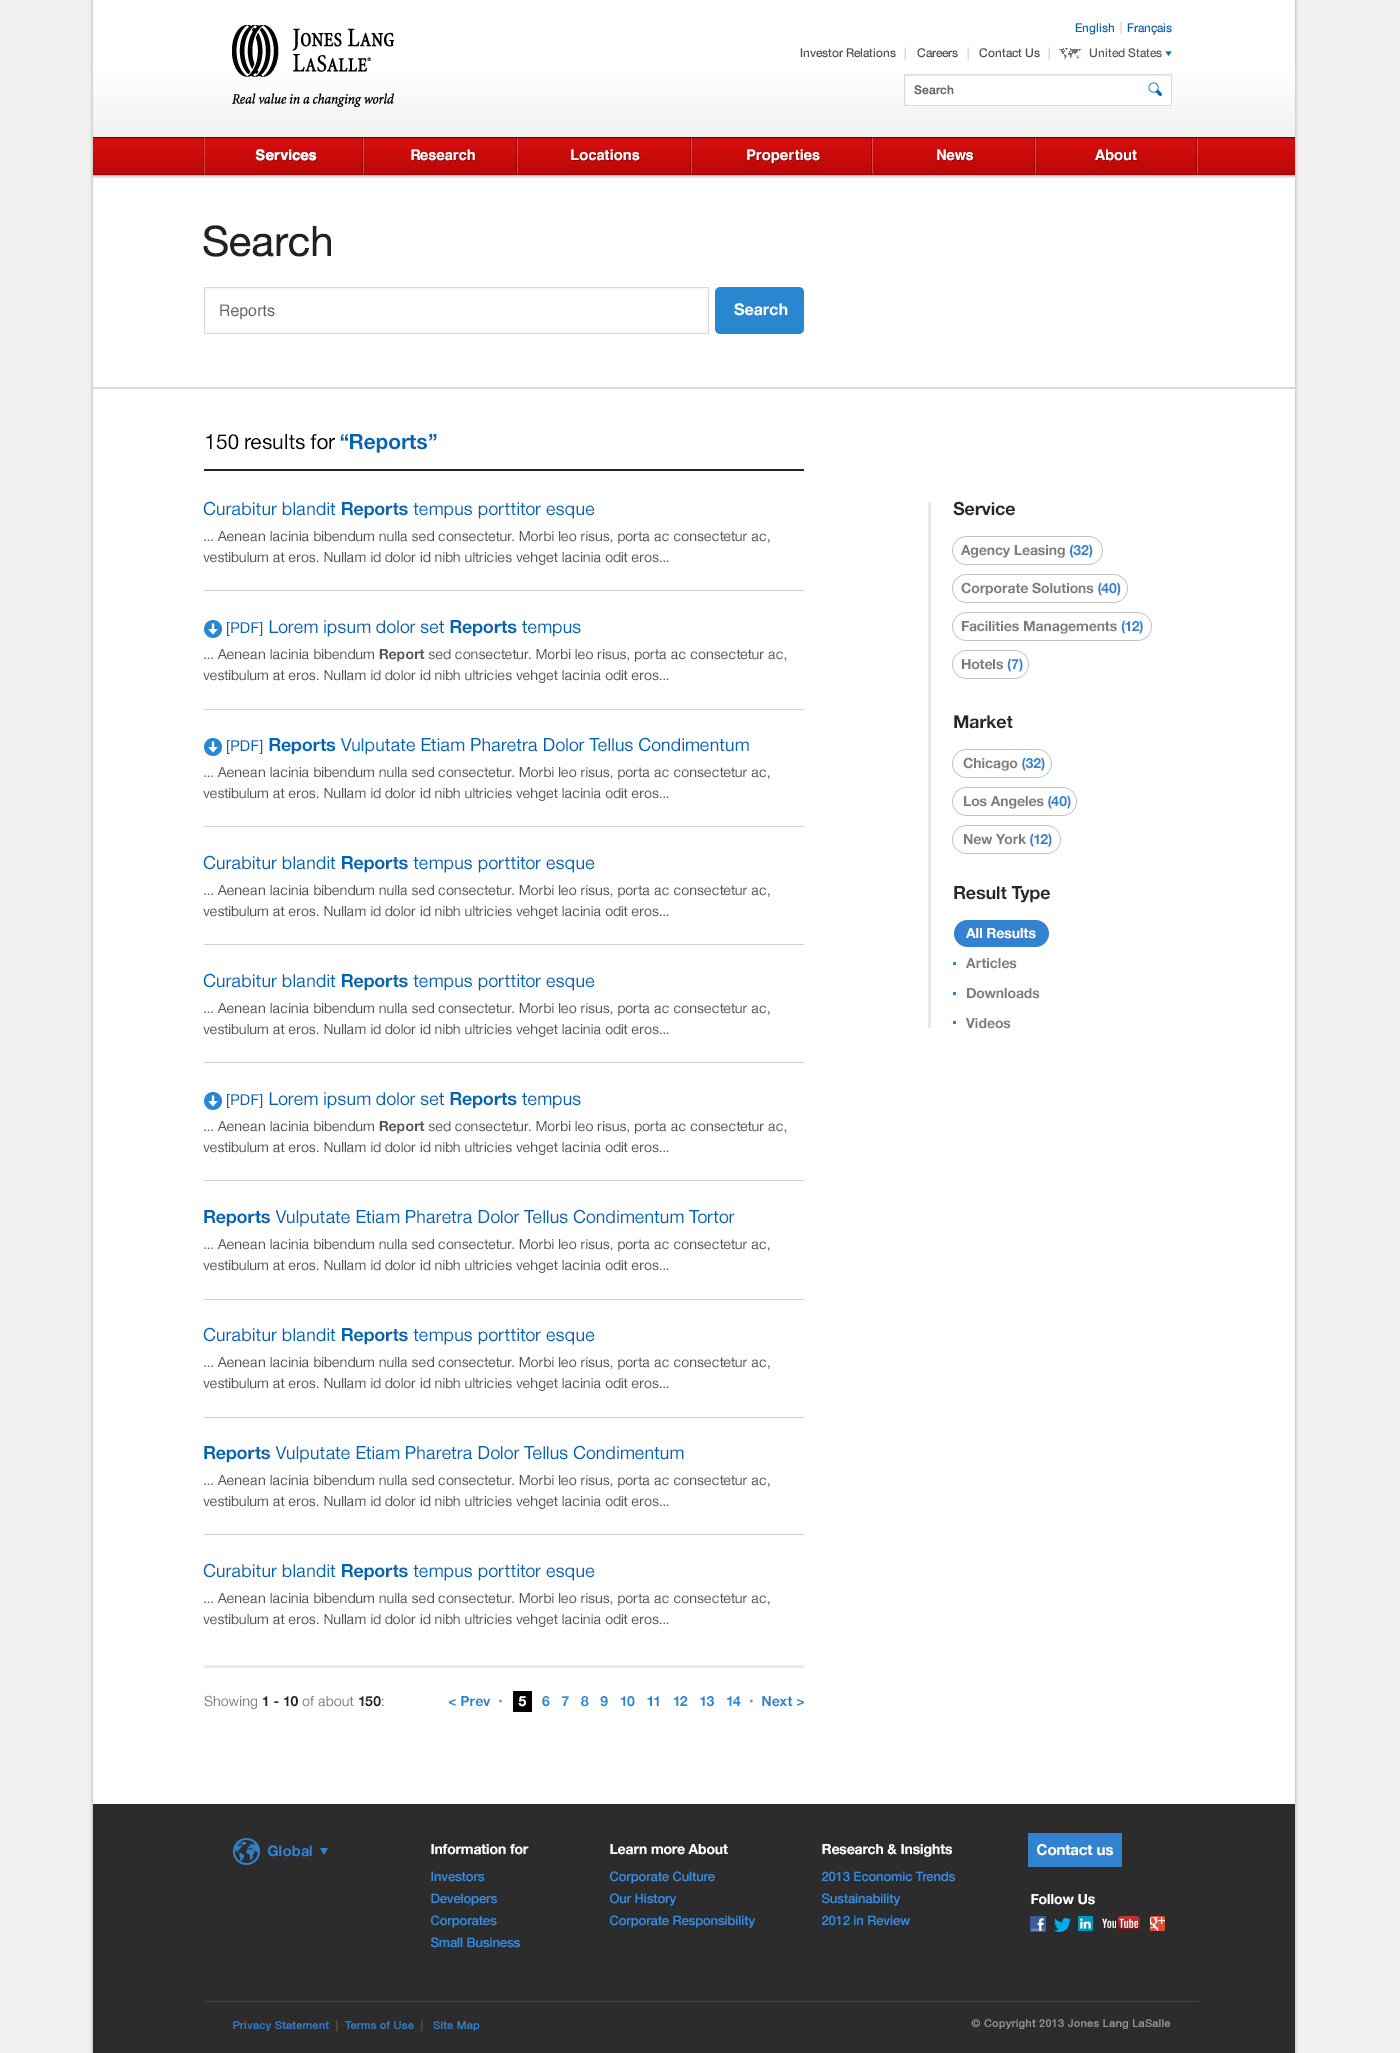 JONES LANG
LASALLE®
Real value in a changing world
English | Français
Investor Relations | Careers | Contact Us | United States
Search
Services Research Locations Properties News About
Search
Reports Search
150 results for “Reports”
Curabitur blandit Reports tempus porttitor esque
... Aenean lacinia bibendum nulla sed consectetur. Morbi leo risus, porta ac consectetur ac,
vestibulum at eros. Nullam id dolor id nibh ultricies vehget lacinia odit eros...
[PDF] Lorem ipsum dolor set Reports tempus
... Aenean lacinia bibendum Report sed consectetur. Morbi leo risus, porta ac consectetur ac,
vestibulum at eros. Nullam id dolor id nibh ultricies vehget lacinia odit eros...
[PDF] Reports Vulputate Etiam Pharetra Dolor Tellus Condimentum
... Aenean lacinia bibendum nulla sed consectetur. Morbi leo risus, porta ac consectetur ac,
vestibulum at eros. Nullam id dolor id nibh ultricies vehget lacinia odit eros...
Curabitur blandit Reports tempus porttitor esque
... Aenean lacinia bibendum nulla sed consectetur. Morbi leo risus, porta ac consectetur ac,
vestibulum at eros. Nullam id dolor id nibh ultricies vehget lacinia odit eros...
Curabitur blandit Reports tempus porttitor esque
... Aenean lacinia bibendum nulla sed consectetur. Morbi leo risus, porta ac consectetur ac,
vestibulum at eros. Nullam id dolor id nibh ultricies vehget lacinia odit eros...
[PDF] Lorem ipsum dolor set Reports tempus
... Aenean lacinia bibendum Report sed consectetur. Morbi leo risus, porta ac consectetur ac,
vestibulum at eros. Nullam id dolor id nibh ultricies vehget lacinia odit eros...
Reports Vulputate Etiam Pharetra Dolor Tellus Condimentum Tortor
... Aenean lacinia bibendum nulla sed consectetur. Morbi leo risus, porta ac consectetur ac,
vestibulum at eros. Nullam id dolor id nibh ultricies vehget lacinia odit eros...
Curabitur blandit Reports tempus porttitor esque
... Aenean lacinia bibendum nulla sed consectetur. Morbi leo risus, porta ac consectetur ac,
vestibulum at eros. Nullam id dolor id nibh ultricies vehget lacinia odit eros...
Reports Vulputate Etiam Pharetra Dolor Tellus Condimentum
... Aenean lacinia bibendum nulla sed consectetur. Morbi leo risus, porta ac consectetur ac,
vestibulum at eros. Nullam id dolor id nibh ultricies vehget lacinia odit eros...
Curabitur blandit Reports tempus porttitor esque
... Aenean lacinia bibendum nulla sed consectetur. Morbi leo risus, porta ac consectetur ac,
vestibulum at eros. Nullam id dolor id nibh ultricies vehget lacinia odit eros...
Showing 1 - 10 of about 150: < Prev • 5 6 7 8 9 10 11 12 13 14 • Next >
Service
Agency Leasing (32)
Corporate Solutions (40)
Facilities Managements (12)
Hotels (7)
Market
Chicago (32)
Los Angeles (40)
New York (12)
Result Type
All Results
Articles
Downloads
Videos
Global
Information for
Investors
Developers
Corporates
Small Business
Learn more About
Corporate Culture
Our History
Corporate Responsibility
Research & Insights
2013 Economic Trends
Sustainability
2012 in Review
Contact us
Follow Us
f in YouTube g+
Privacy Statement | Terms of Use | Site Map
© Copyright 2013 Jones Lang LaSalle